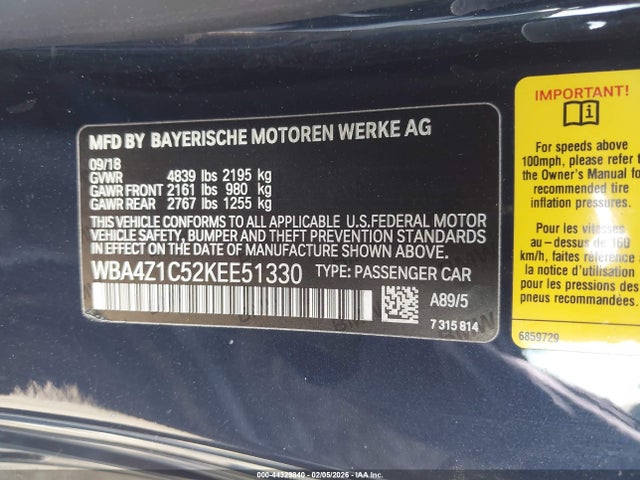 MFD BY BAYERISCHE MOTOREN WERKE AG
09/18
GVWR 4839 lbs 2195 kg
GAWR FRONT 2161 lbs 980 kg
GAWR REAR 2767 lbs 1255 kg
THIS VEHICLE CONFORMS TO ALL APPLICABLE U.S.FEDERAL MOTOR
VEHICLE SAFETY, BUMPER AND THEFT PREVENTION STANDARDS
IN EFFECT ON THE DATE OF MANUFACTURE SHOWN ABOVE.
WBA4Z1C52KEE51330 TYPE: PASSENGER CAR
A89/5
7 315 814
IMPORTANT!
For speeds above
100mph, please refer to
the Owner's Manual for
recommended tire
inflation pressures.
Pour les vitesses
au-dessus de 160
km/h, faites référence
à la notice d'utilisation
pour les pressions des
pneus recommandées.
6859729
000-44329840 - 02/05/2026 - IAAI